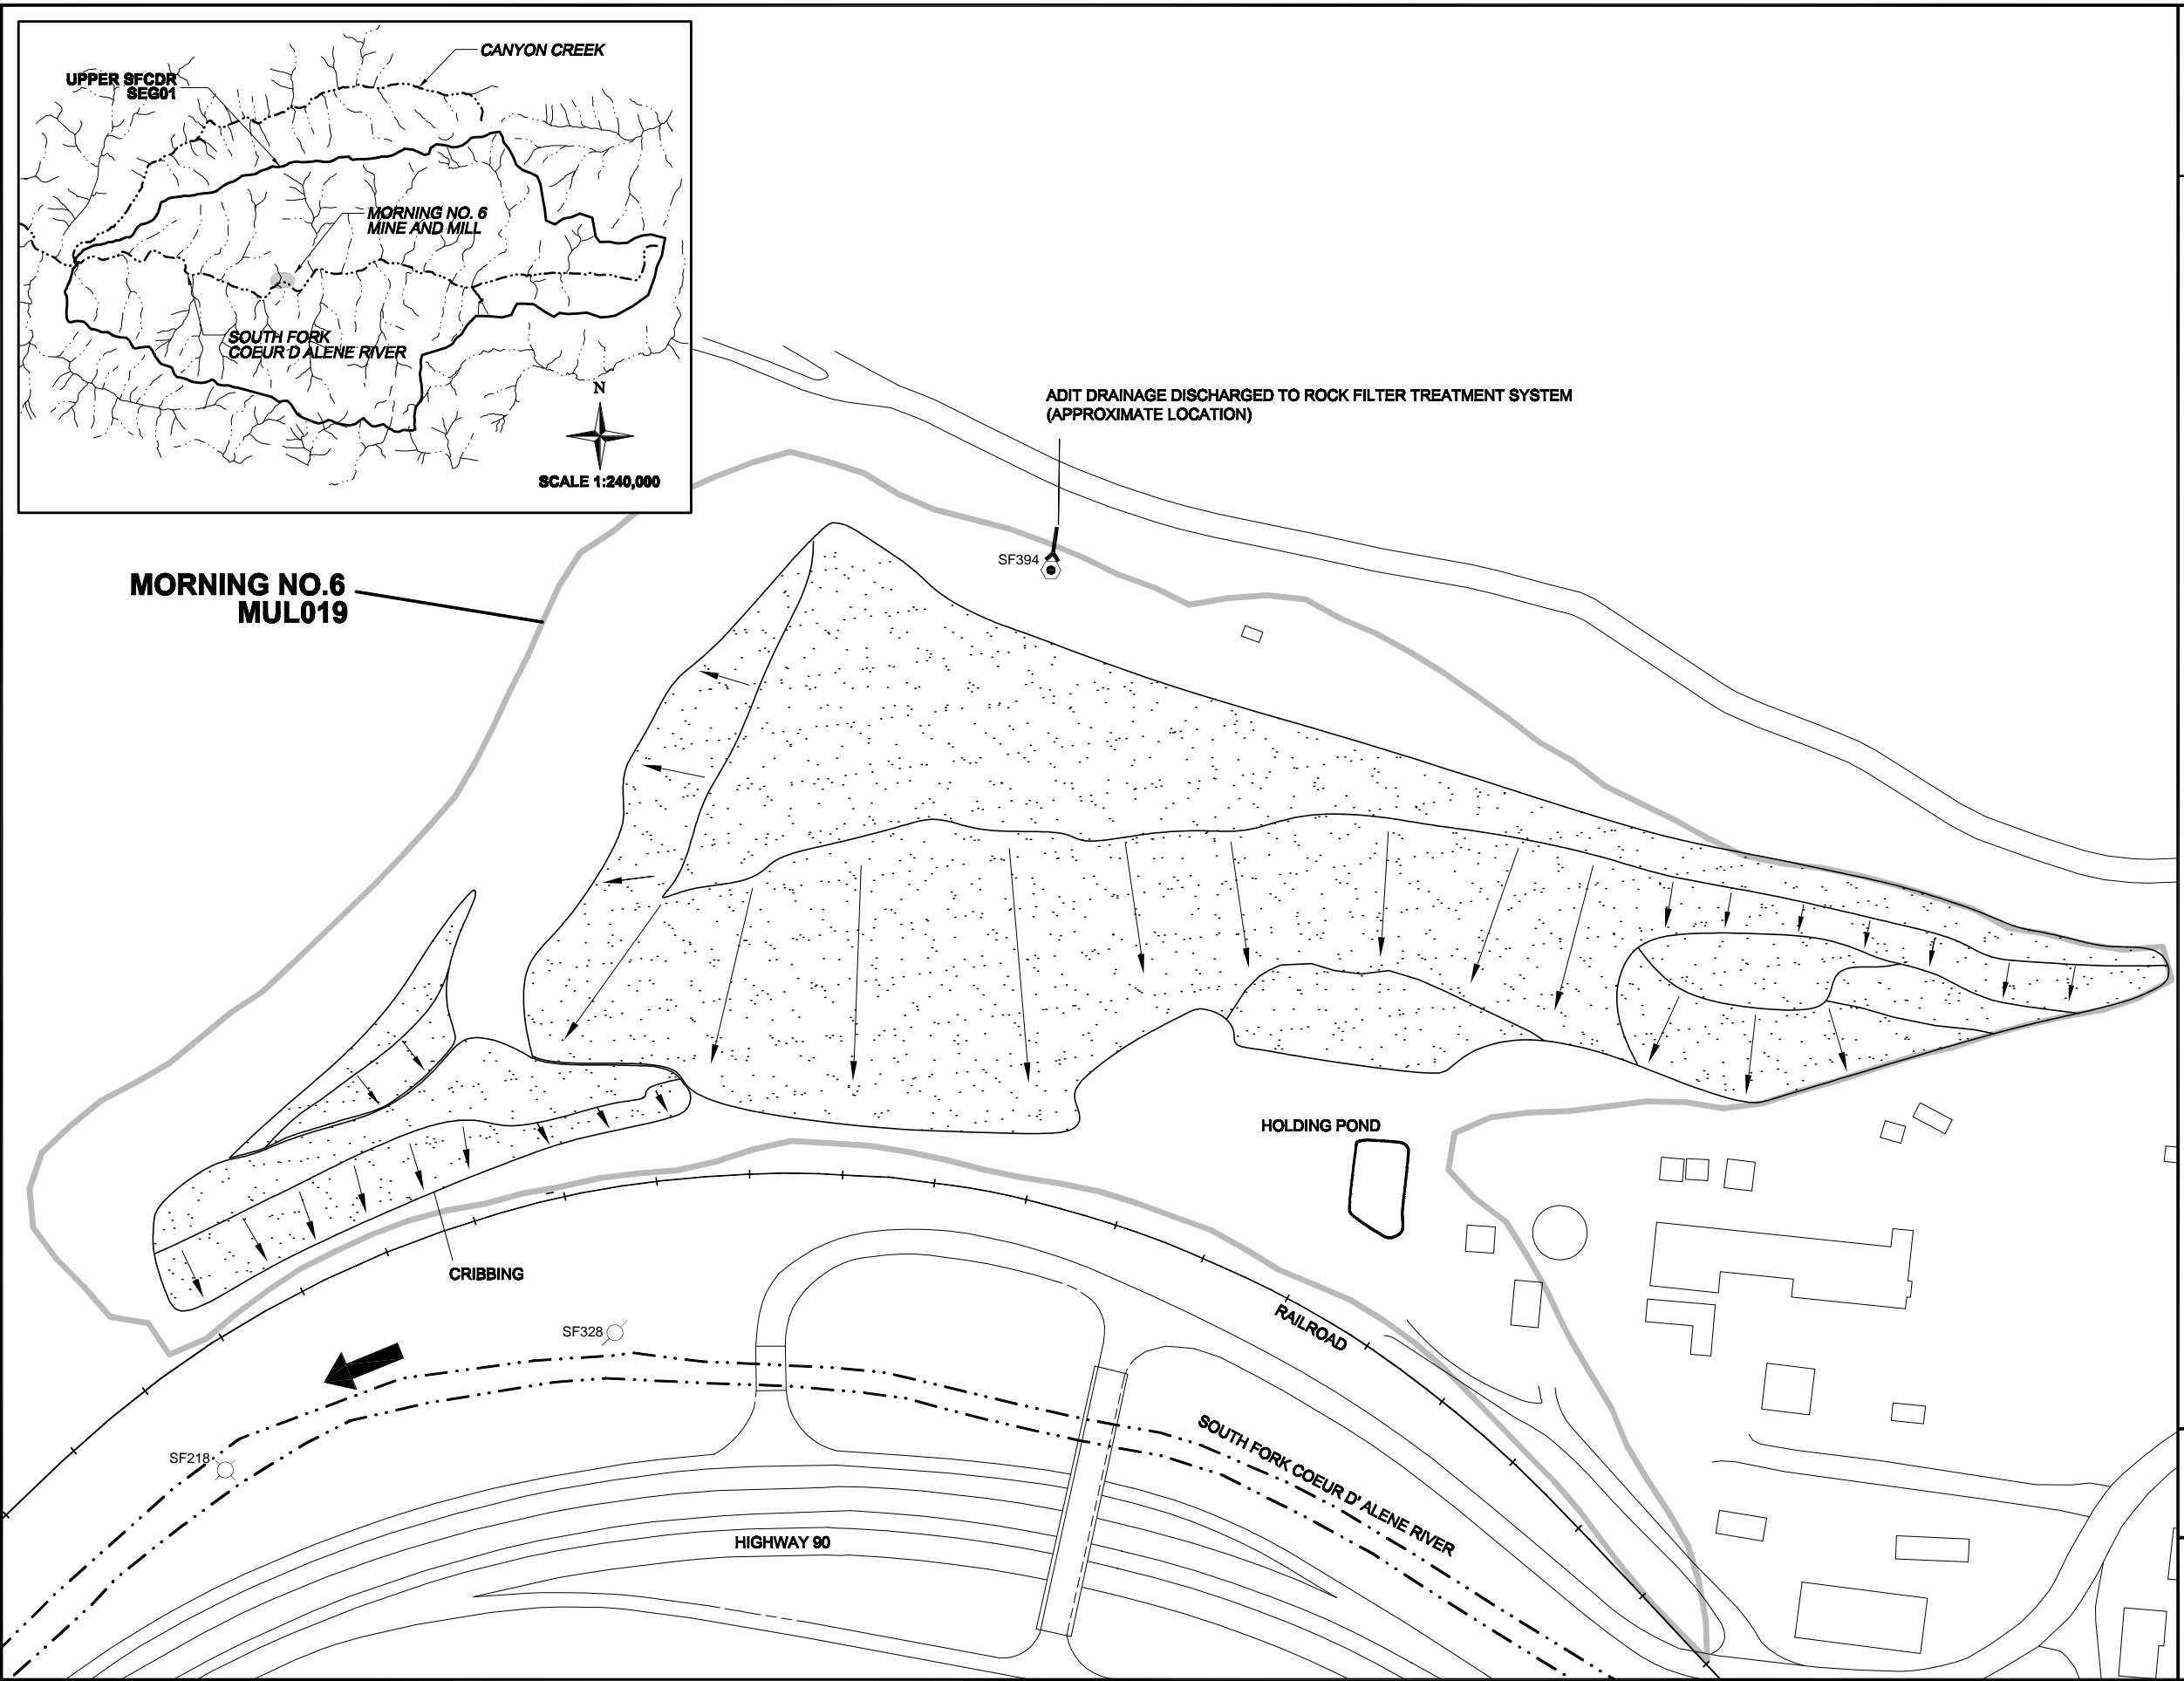 CANYON CREEK
UPPER SFCDR
SEG01
MORNING NO. 6
MINE AND MILL
SOUTH FORK
COEUR D ALENE RIVER
N
SCALE 1:240,000
ADIT DRAINAGE DISCHARGED TO ROCK FILTER TREATMENT SYSTEM
(APPROXIMATE LOCATION)
SF394
MORNING NO.6
MUL019
HOLDING POND
CRIBBING
RAILROAD
SF328
SF218
SOUTH FORK COEUR D' ALENE RIVER
HIGHWAY 90